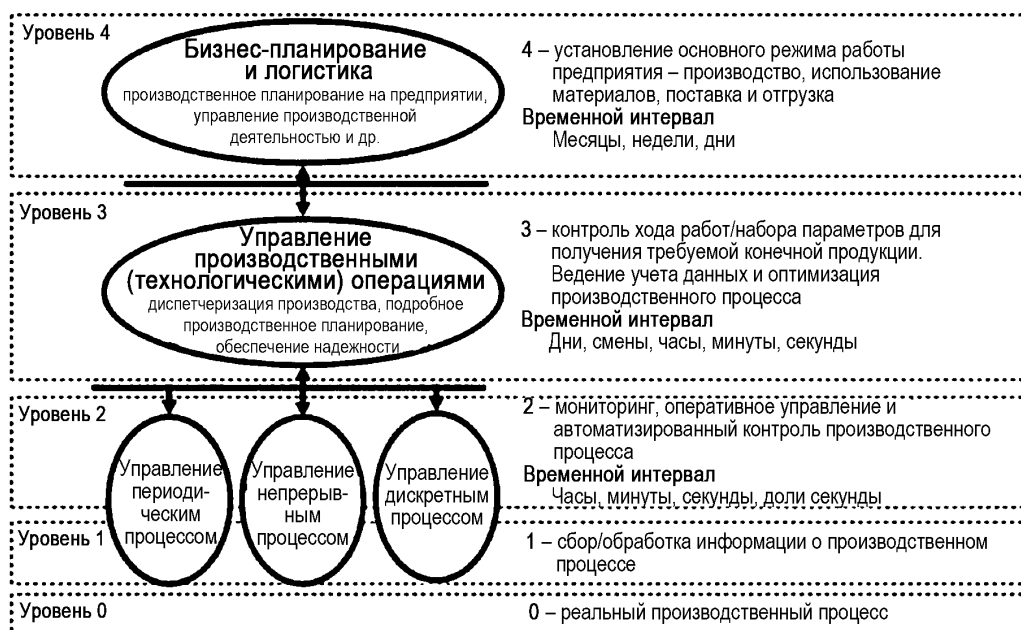 Уровень 4
Бизнес-планирование
и логистика
производственное планирование на предприятии,
управление производственной
деятельностью и др.
4 – установление основного режима работы
предприятия – производство, использование
материалов, поставка и отгрузка
Временной интервал
Месяцы, недели, дни
Уровень 3
Управление
производственными
(технологическими) операциями
диспетчеризация производства, подробное
производственное планирование,
обеспечение надежности
3 – контроль хода работ/набора параметров для
получения требуемой конечной продукции.
Ведение учета данных и оптимизация
производственного процесса
Временной интервал
Дни, смены, часы, минуты, секунды
Уровень 2
Управление
периоди-
ческим
процессом
Управление
непрерыв-
ным
процессом
Управление
дискретным
процессом
2 – мониторинг, оперативное управление и
автоматизированный контроль производственного
процесса
Временной интервал
Часы, минуты, секунды, доли секунды
Уровень 1
1 – сбор/обработка информации о производственном
процессе
Уровень 0
0 – реальный производственный процесс